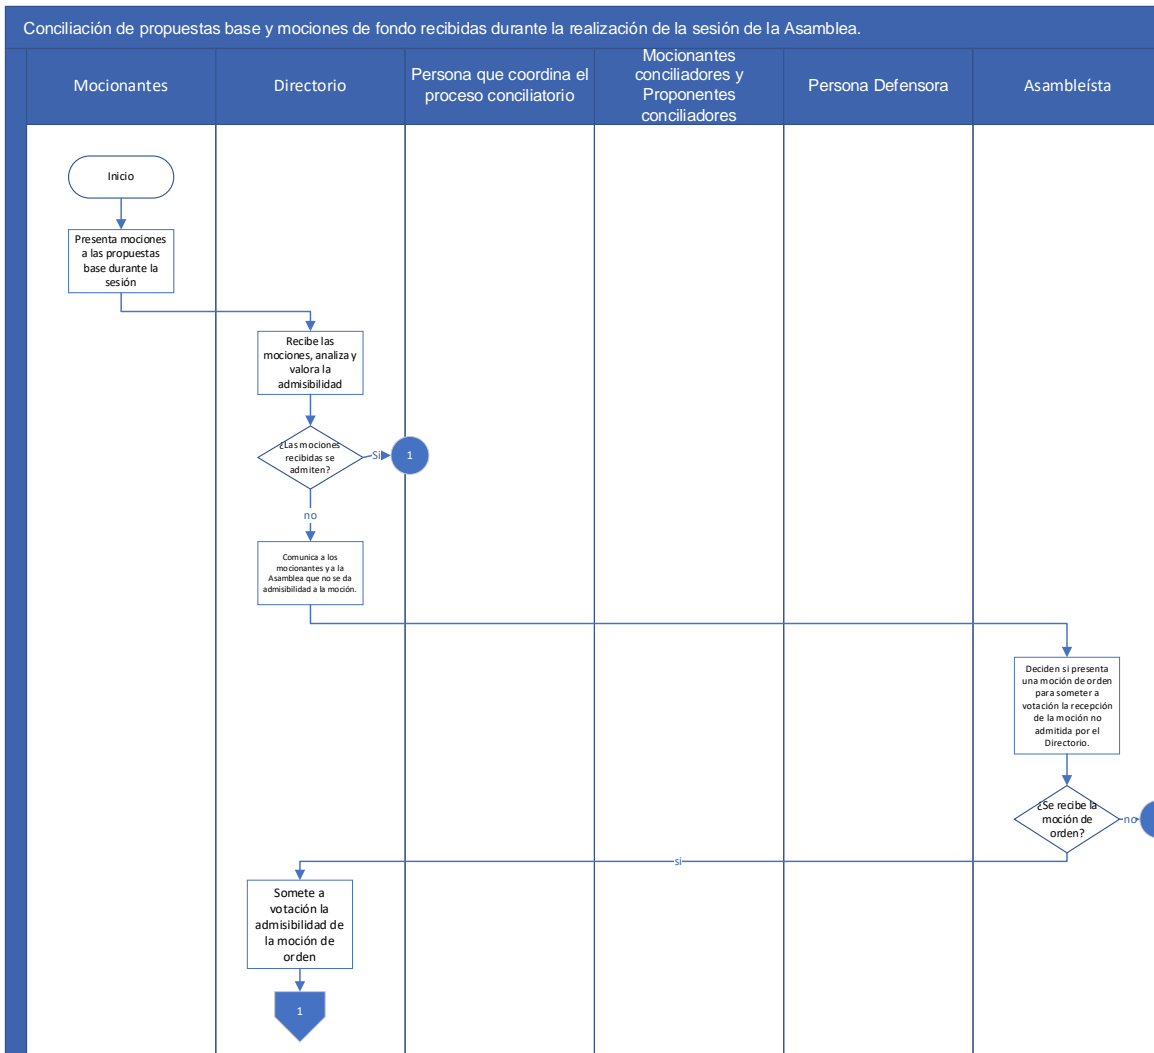 Conciliación de propuestas base y mociones de fondo recibidas durante la realización de la sesión de la Asamblea.
Mocionantes
Directorio
Persona que coordina el
proceso conciliatorio
Mocionantes
conciliadores y
Proponentes
conciliadores
Persona Defensora
Asambleísta
Inicio
Presenta mociones
a las propuestas
base durante la
sesión
Recibe las
mociones, analiza y
valora la
admisibilidad
¿Las mociones
recibidas se
admiten?
Si
1
no
Comunica a los
mocionantes y a la
Asamblea que no se da
admisibilidad a la moción.
Deciden si presenta
una moción de orden
para someter a
votación la recepción
de la moción no
admitida por el
Directorio.
¿Se recibe la
moción de
orden?
no
sí
Somete a
votación la
admisibilidad de
la moción de
orden
1